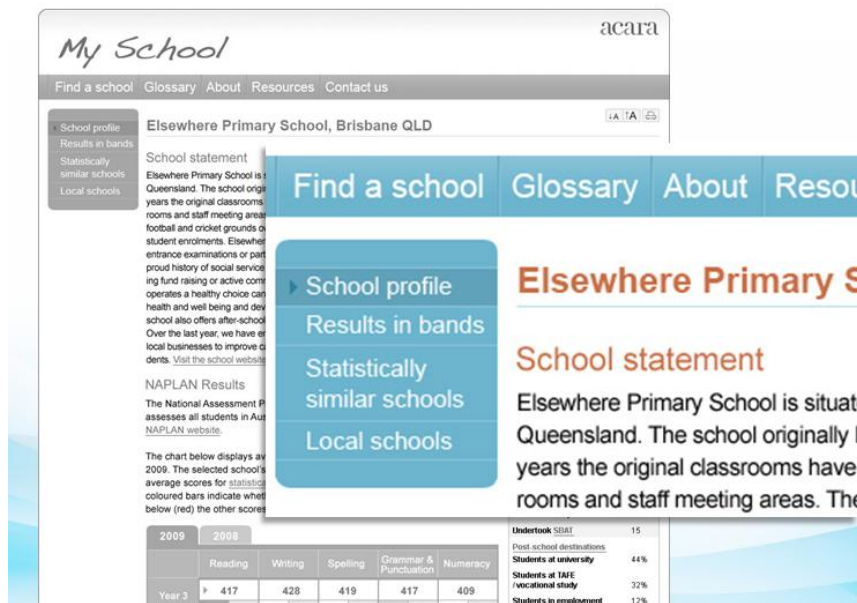 acara
My School
Find a school Glossary About Resources Contact us
School profile
Results in bands
Statistically
similar schools
Local schools
Elsewhere Primary School, Brisbane QLD
School statement
Elsewhere Primary School is
Queensland. The school origi
years the original classrooms
rooms and staff meeting areas
football and cricket grounds
student enrolments. Elsewher
entrance examinations or part
proud history of social service
ing fund raising or active comm
operates a healthy choice can
health and well being and dev
school also offers after-school
Over the last year, we have en
local businesses to improve ca
dents. Visit the school website
NAPLAN Results
The National Assessment P
assesses all students in Aus
NAPLAN website.
The chart below displays av
2009. The selected school's
average scores for statistica
coloured bars indicate wheth
below (red) the other scores
2009 2008
Reading Writing Spelling Grammar & Punctuation Numeracy
Year 3 417 428 419 417 409
Find a school Glossary About Resou
School profile
Results in bands
Statistically
similar schools
Local schools
Elsewhere Primary S
School statement
Elsewhere Primary School is situat
Queensland. The school originally
years the original classrooms have
rooms and staff meeting areas. The
Undertook SBAT 15
Post-school destinations
Students at university 44%
Students at TAFE
/vocational study 32%
Students in employment 12%